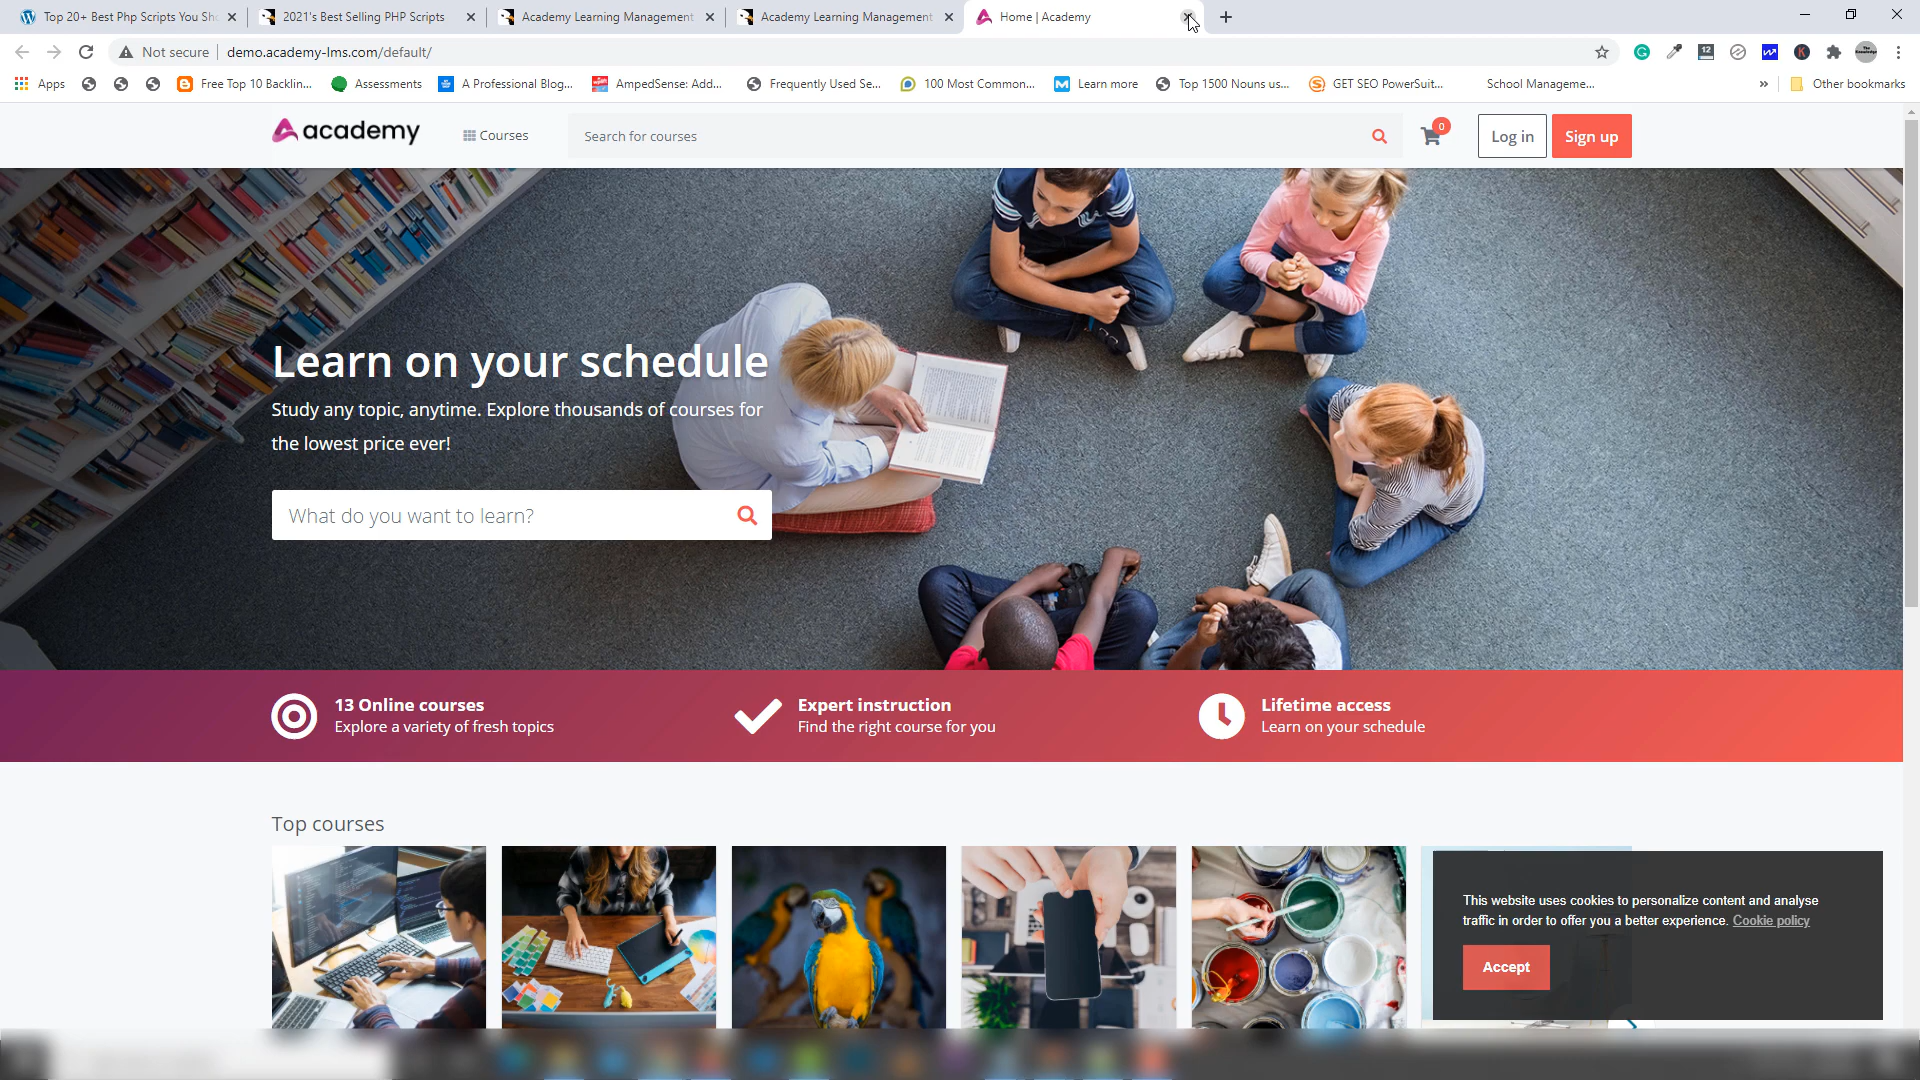 Top 20+ Best Php Scripts You Sh
2021's Best Selling PHP Scripts
Academy Learning Management
Academy Learning Management
Home | Academy
Not secure
demo.academy-lms.com/default/
12
Apps
Free Top 10 Backlin...
Assessments
A Professional Blog...
AmpedSense: Add...
Frequently Used Se...
100 Most Common...
Learn more
Top 1500 Nouns us...
GET SEO PowerSuit...
School Manageme...
»
Other bookmarks
academy
Courses
Search for courses
0
Log in
Sign up
Learn on your schedule
Study any topic, anytime. Explore thousands of courses for
the lowest price ever!
What do you want to learn?
13 Online courses
Explore a variety of fresh topics
Expert instruction
Find the right course for you
Lifetime access
Learn on your schedule
Top courses
This website uses cookies to personalize content and analyse
traffic in order to offer you a better experience. Cookie policy
Accept